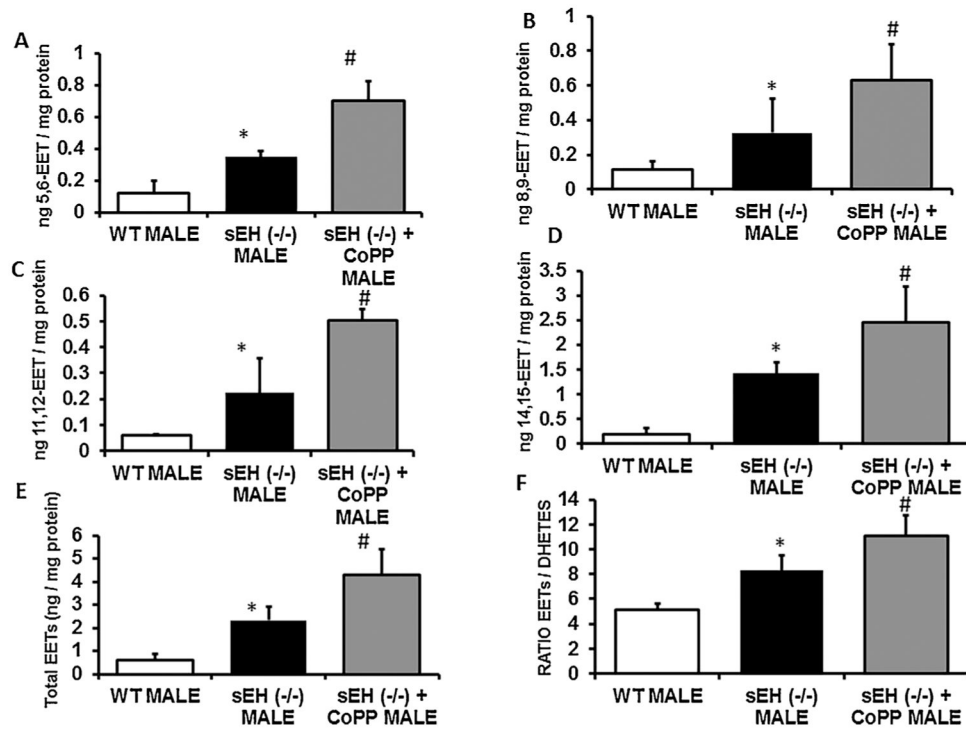 A
#
1
0.8
0.6
0.4
0.2
0
*
ng 5,6-EET / mg protein
WT MALE
sEH (-/-)
MALE
sEH (-/-) +
CoPP
MALE
B
#
1
0.8
0.6
0.4
0.2
0
*
ng 8,9-EET / mg protein
WT MALE
sEH (-/-)
MALE
sEH (-/-) +
CoPP MALE
C
#
0.6
0.5
0.4
0.3
0.2
0.1
0
*
ng 11,12-EET / mg protein
WT MALE
sEH (-/-)
MALE
sEH (-/-) +
CoPP
MALE
D
#
3.5
3
2.5
2
1.5
1
0.5
0
*
ng 14,15-EET / mg protein
WT MALE
sEH (-/-)
MALE
sEH (-/-) +
CoPP MALE
E
#
6
5
4
3
2
1
0
*
Total EETs (ng / mg protein)
WT MALE
sEH (-/-)
MALE
sEH (-/-) +
CoPP MALE
F
#
14
12
10
8
6
4
2
0
*
RATIO EETs / DHETES
WT MALE
sEH (-/-)
MALE
sEH (-/-) +
CoPP MALE